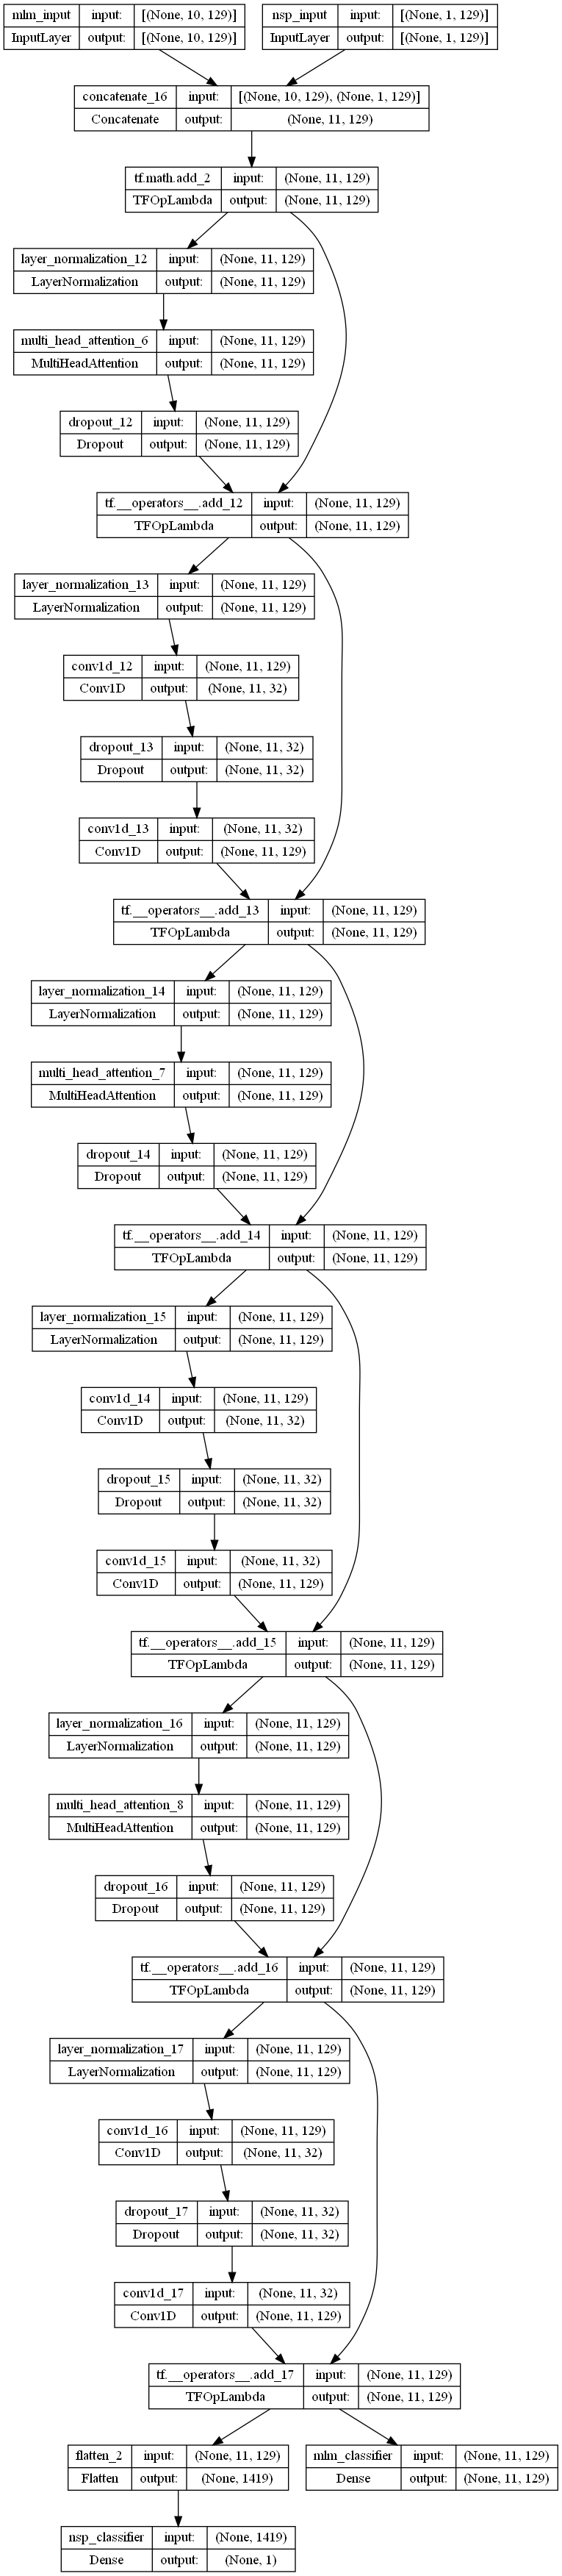 mlm_input input: [(None, 10, 129)]
InputLayer output: [(None, 10, 129)]
nsp_input input: [(None, 1, 129)]
InputLayer output: [(None, 1, 129)]
concatenate_16 input: [(None, 10, 129), (None, 1, 129)]
Concatenate output: (None, 11, 129)
tf.math.add_2 input: (None, 11, 129)
TFOpLambda output: (None, 11, 129)
layer_normalization_12 input: (None, 11, 129)
LayerNormalization output: (None, 11, 129)
multi_head_attention_6 input: (None, 11, 129)
MultiHeadAttention output: (None, 11, 129)
dropout_12 input: (None, 11, 129)
Dropout output: (None, 11, 129)
tf.__operators__.add_12 input: (None, 11, 129)
TFOpLambda output: (None, 11, 129)
layer_normalization_13 input: (None, 11, 129)
LayerNormalization output: (None, 11, 129)
conv1d_12 input: (None, 11, 129)
Conv1D output: (None, 11, 32)
dropout_13 input: (None, 11, 32)
Dropout output: (None, 11, 32)
conv1d_13 input: (None, 11, 32)
Conv1D output: (None, 11, 129)
tf.__operators__.add_13 input: (None, 11, 129)
TFOpLambda output: (None, 11, 129)
layer_normalization_14 input: (None, 11, 129)
LayerNormalization output: (None, 11, 129)
multi_head_attention_7 input: (None, 11, 129)
MultiHeadAttention output: (None, 11, 129)
dropout_14 input: (None, 11, 129)
Dropout output: (None, 11, 129)
tf.__operators__.add_14 input: (None, 11, 129)
TFOpLambda output: (None, 11, 129)
layer_normalization_15 input: (None, 11, 129)
LayerNormalization output: (None, 11, 129)
conv1d_14 input: (None, 11, 129)
Conv1D output: (None, 11, 32)
dropout_15 input: (None, 11, 32)
Dropout output: (None, 11, 32)
conv1d_15 input: (None, 11, 32)
Conv1D output: (None, 11, 129)
tf.__operators__.add_15 input: (None, 11, 129)
TFOpLambda output: (None, 11, 129)
layer_normalization_16 input: (None, 11, 129)
LayerNormalization output: (None, 11, 129)
multi_head_attention_8 input: (None, 11, 129)
MultiHeadAttention output: (None, 11, 129)
dropout_16 input: (None, 11, 129)
Dropout output: (None, 11, 129)
tf.__operators__.add_16 input: (None, 11, 129)
TFOpLambda output: (None, 11, 129)
layer_normalization_17 input: (None, 11, 129)
LayerNormalization output: (None, 11, 129)
conv1d_16 input: (None, 11, 129)
Conv1D output: (None, 11, 32)
dropout_17 input: (None, 11, 32)
Dropout output: (None, 11, 32)
conv1d_17 input: (None, 11, 32)
Conv1D output: (None, 11, 129)
tf.__operators__.add_17 input: (None, 11, 129)
TFOpLambda output: (None, 11, 129)
flatten_2 input: (None, 11, 129)
Flatten output: (None, 1419)
mlm_classifier input: (None, 11, 129)
Dense output: (None, 11, 129)
nsp_classifier input: (None, 1419)
Dense output: (None, 1)